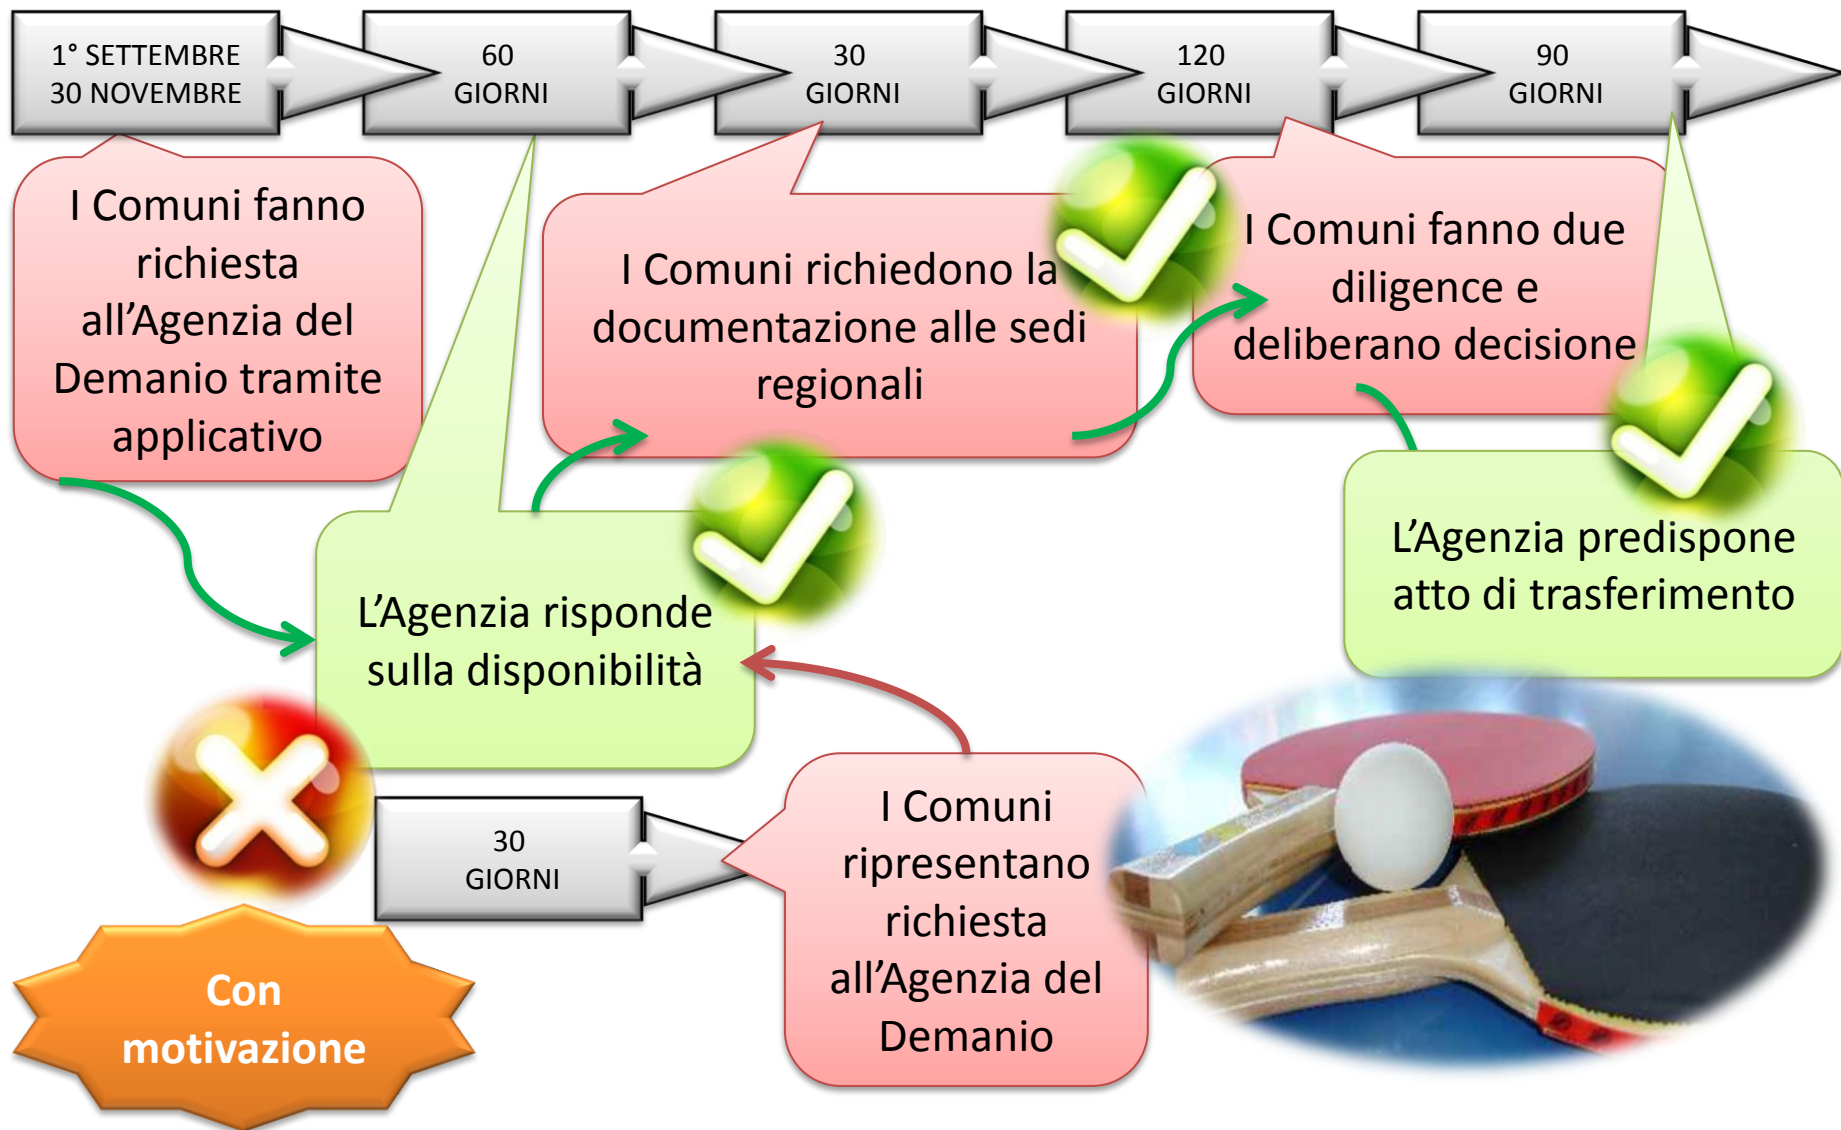 1° SETTEMBRE
30 NOVEMBRE
60
GIORNI
30
GIORNI
120
GIORNI
90
GIORNI
I Comuni fanno
richiesta
all’Agenzia del
Demanio tramite
applicativo
I Comuni richiedono la
documentazione alle sedi
regionali
I Comuni fanno due
diligence e
deliberano decisione
L’Agenzia risponde
sulla disponibilità
L’Agenzia predispone
atto di trasferimento
30
GIORNI
I Comuni
ripresentano
richiesta
all’Agenzia del
Demanio
Con
motivazione